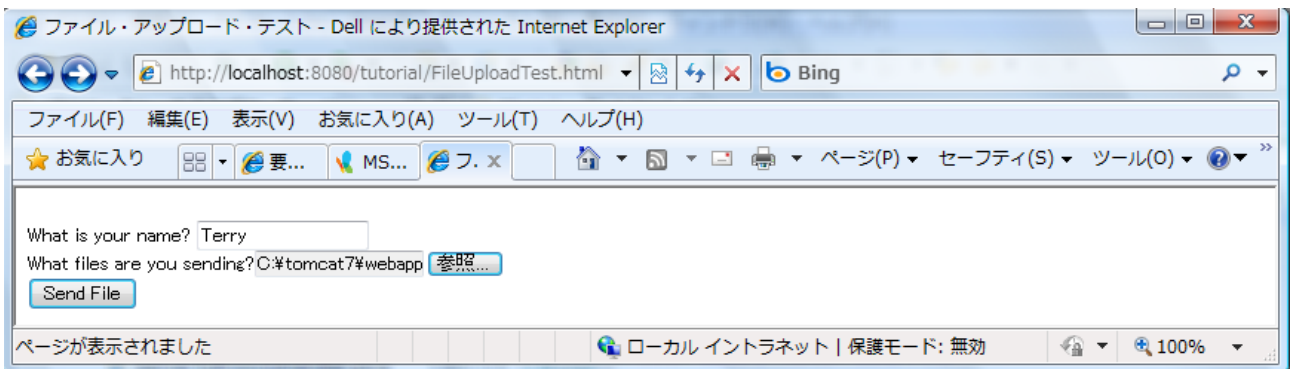 ファイル・アップロード・テスト - Dell により提供された Internet Explorer
http://localhost:8080/tutorial/FileUploadTest.html Bing
ファイル(F) 編集(E) 表示(V) お気に入り(A) ツール(T) ヘルプ(H)
お気に入り 要... MS... フ. ページ(P) セーフティ(S) ツール(O)
What is your name? Terry
What files are you sending? C:¥tomcat7¥webapp 参照...
Send File
ページが表示されました ローカル イントラネット | 保護モード: 無効 100%